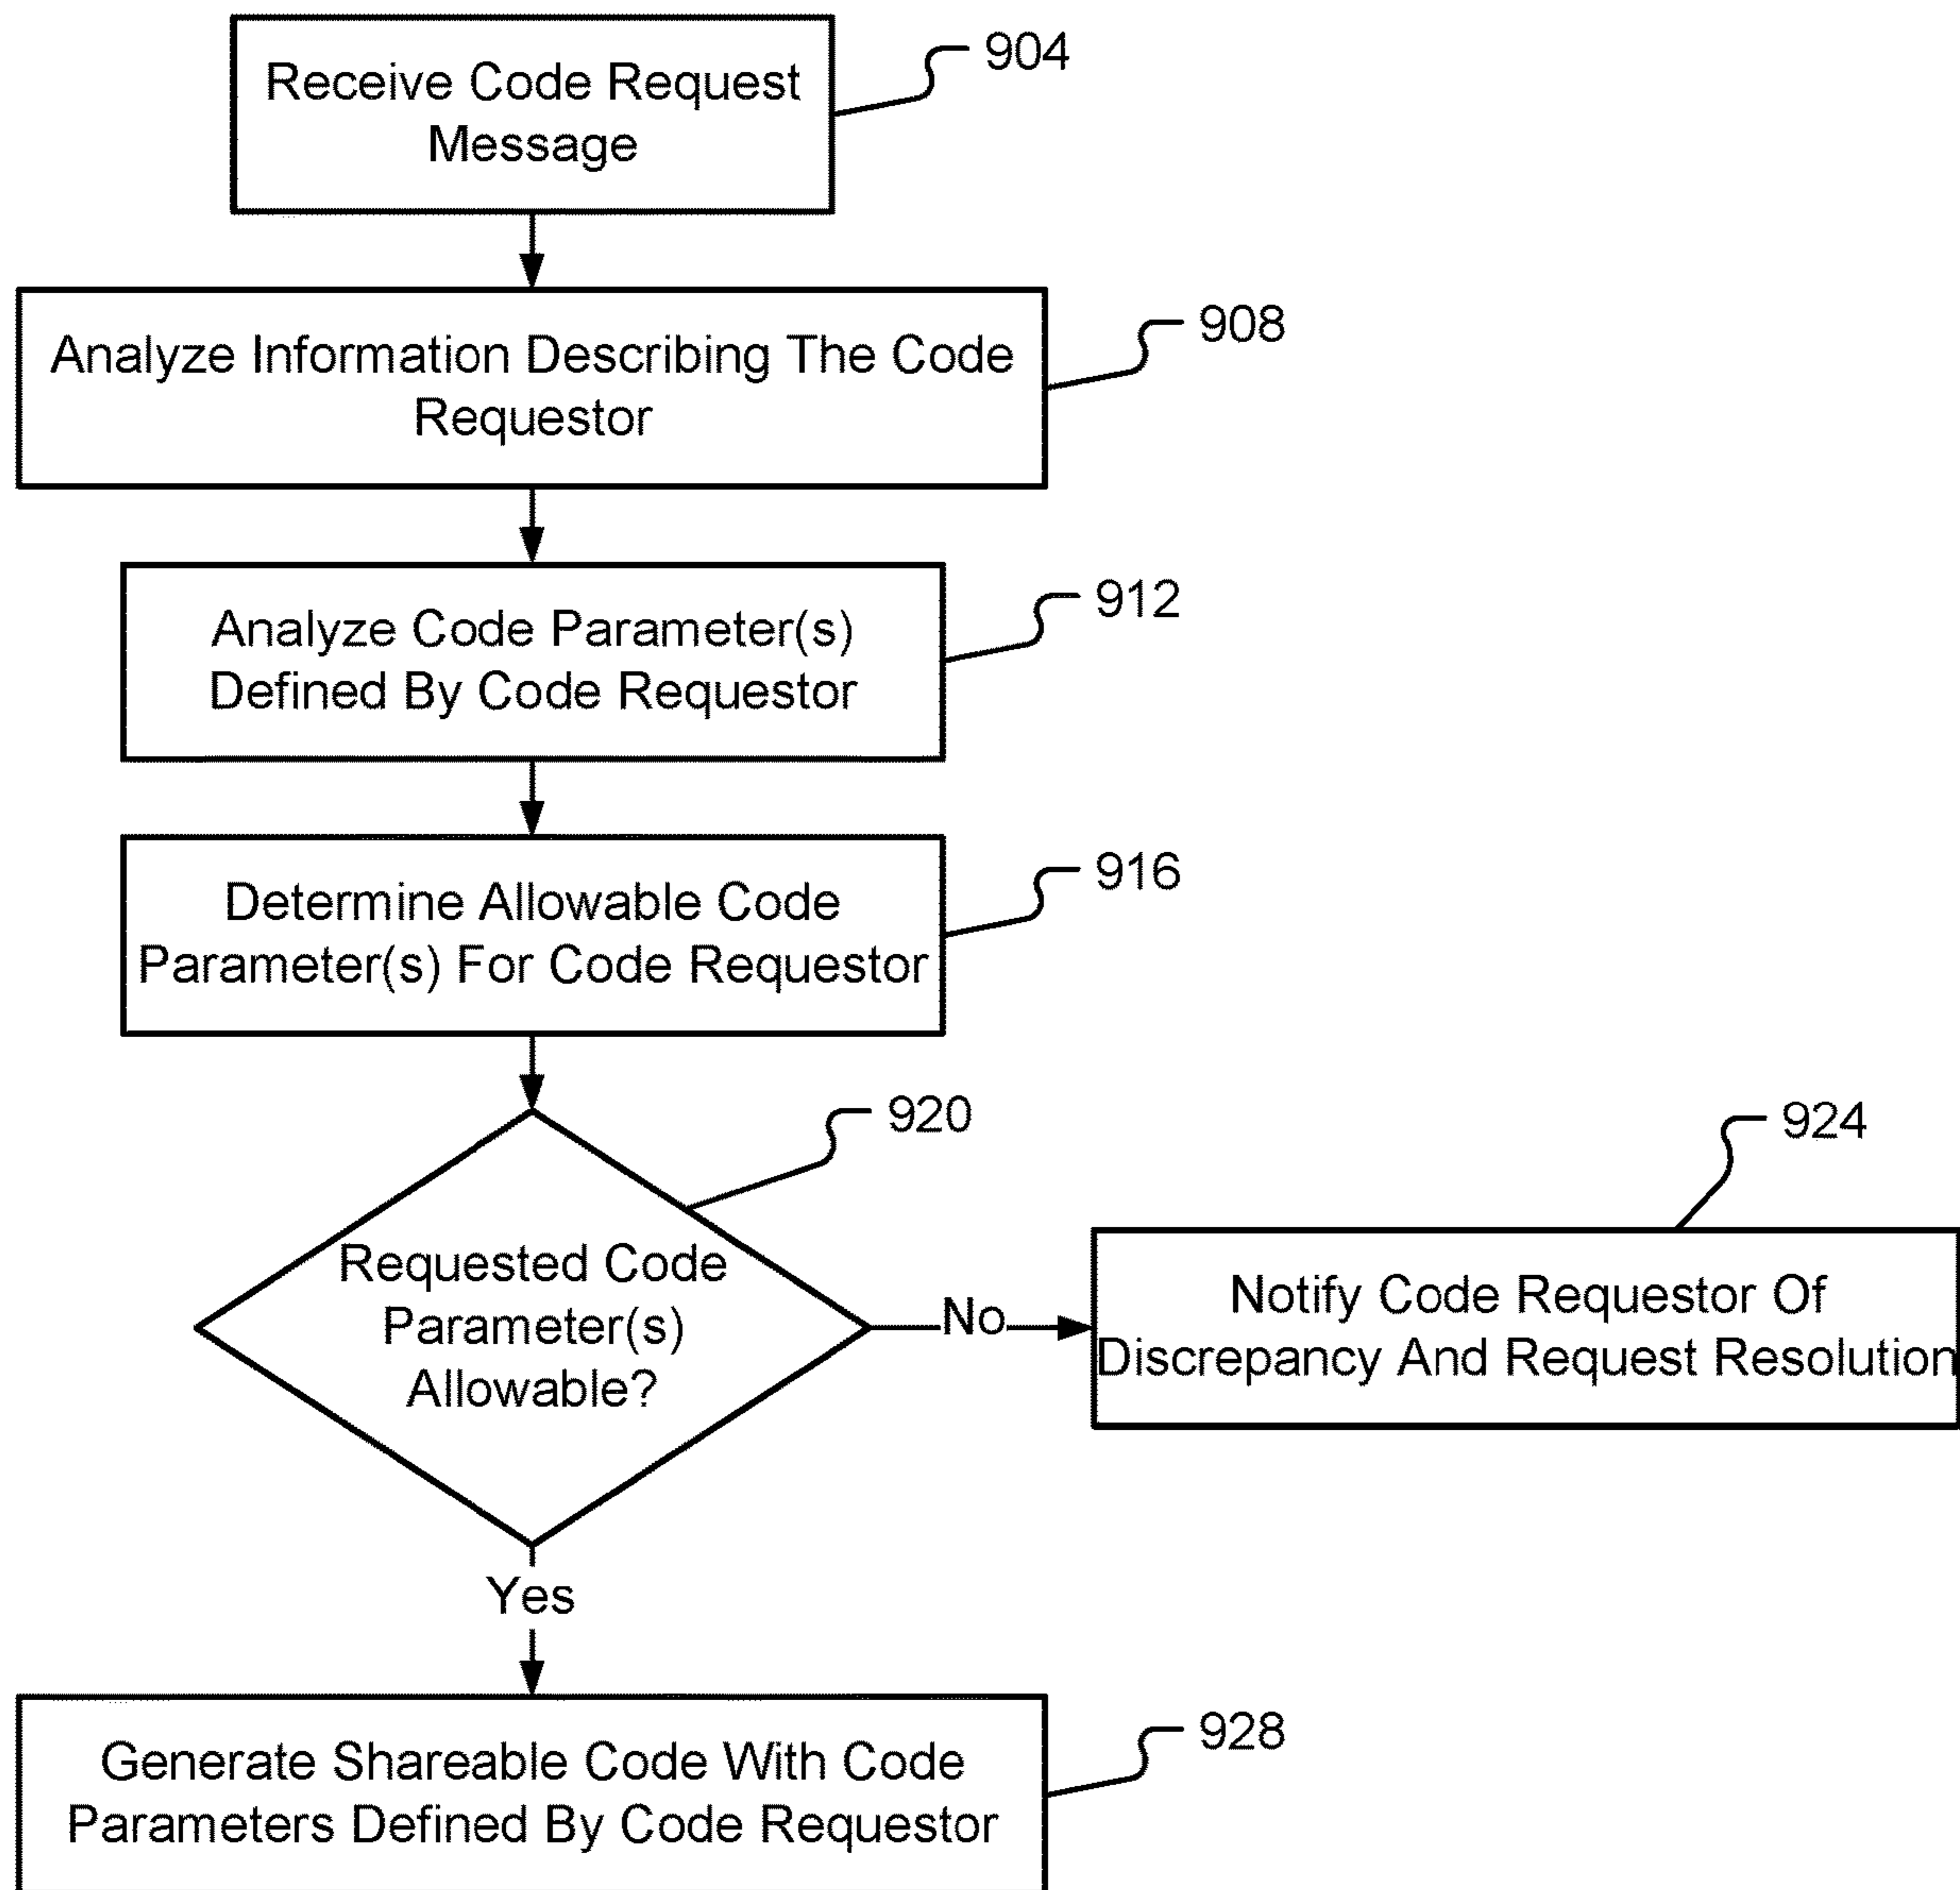 Receive Code Request
Message
904
Analyze Information Describing The Code
Requestor
908
Analyze Code Parameter(s)
Defined By Code Requestor
912
Determine Allowable Code
Parameter(s) For Code Requestor
916
920
Requested Code
Parameter(s)
Allowable?
No
924
Notify Code Requestor Of
Discrepancy And Request Resolution
Yes
Generate Shareable Code With Code
Parameters Defined By Code Requestor
928